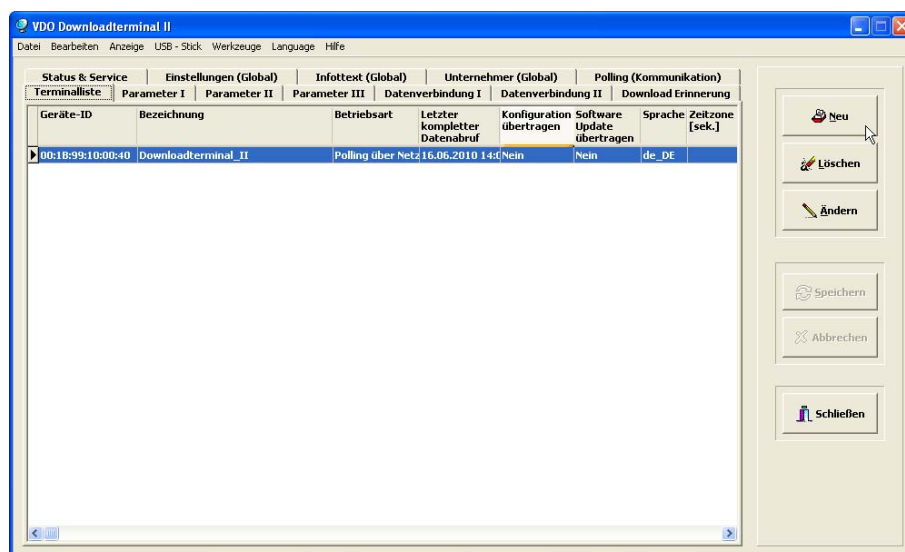 VDO Downloadterminal II
Datei Bearbeiten Anzeige USB - Stick Werkzeuge Language Hilfe
Status & Service Einstellungen (Global) Infottext (Global) Unternehmer (Global) Polling (Kommunikation)
Terminalliste Parameter I Parameter II Parameter III Datenverbindung I Datenverbindung II Download Erinnerung
Geräte-ID Bezeichnung Betriebsart Letzter Konfiguration Software Sprache Zeitzone
kompletter übertragen Update [sek.]
Datenabruf übertragen
00:1B:99:10:00:40 Downloadterminal_II Polling über Netz 16.06.2010 14:0 Nein Nein de_DE
Neu
Löschen
Ändern
Speichern
Abbrechen
Schließen